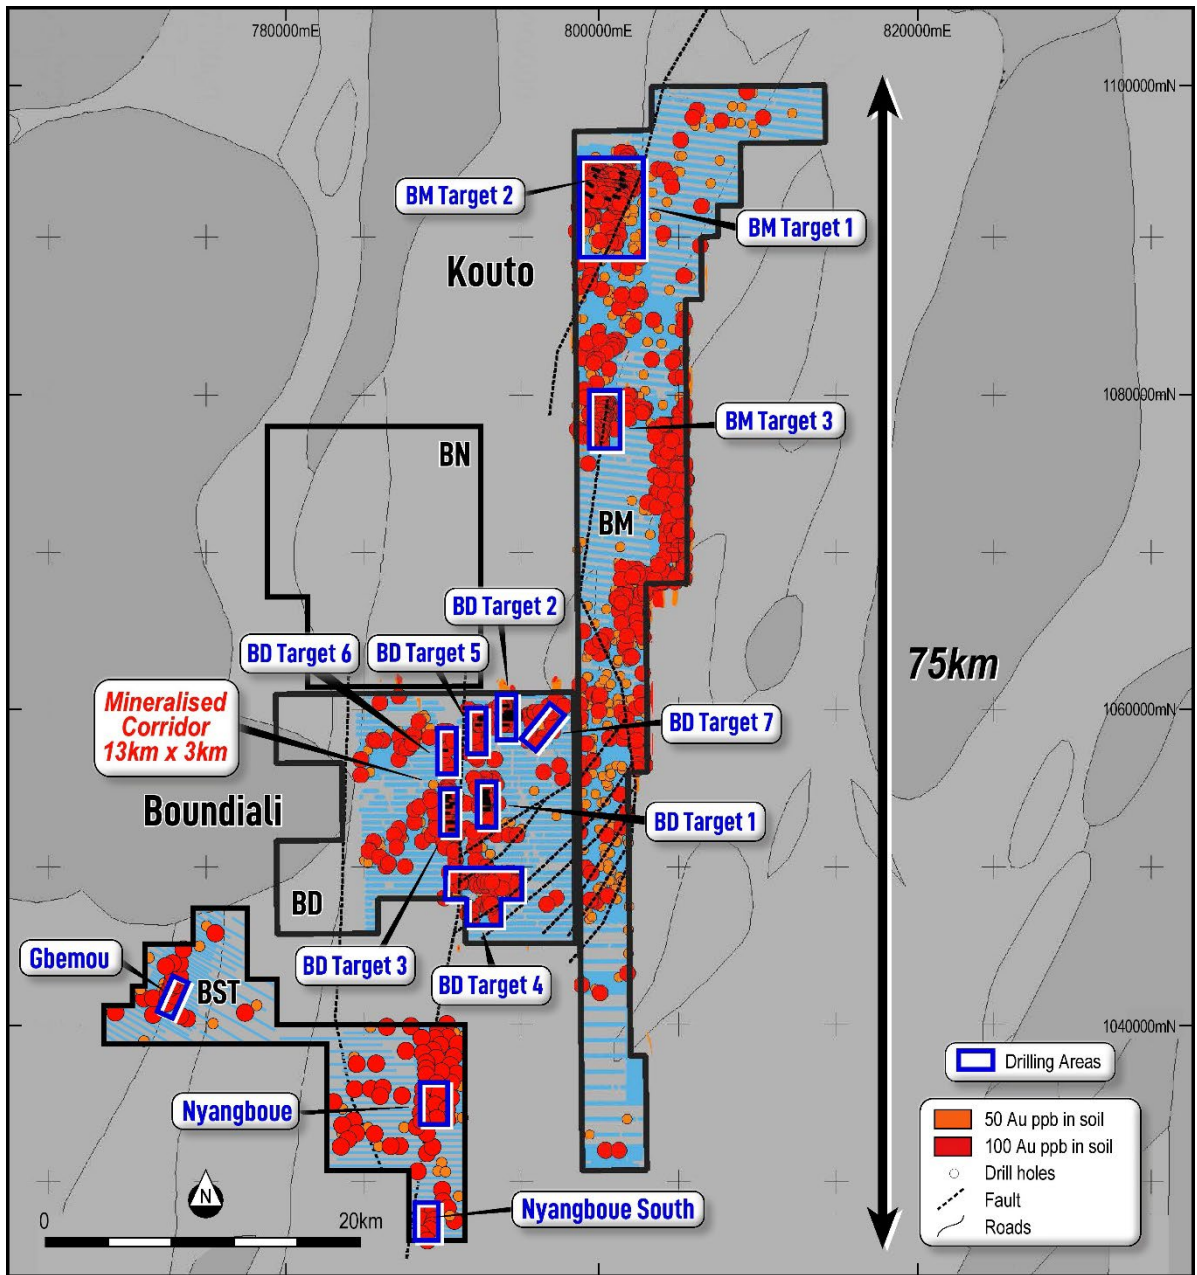 780000mE
800000mE
820000mE
1100000mN
BM Target 2
BM Target 1
Kouto
1080000mN
BM Target 3
BN
BM
BD Target 2
BD Target 6
BD Target 5
75km
Mineralised
Corridor
13km x 3km
BD Target 7
1060000mN
Boundiali
BD Target 1
BD
BD Target 3
BD Target 4
Gbemou
BST
1040000mN
Drilling Areas
Nyangboue
50 Au ppb in soil
100 Au ppb in soil
Drill holes
Fault
Roads
N
0
20km
Nyangboue South